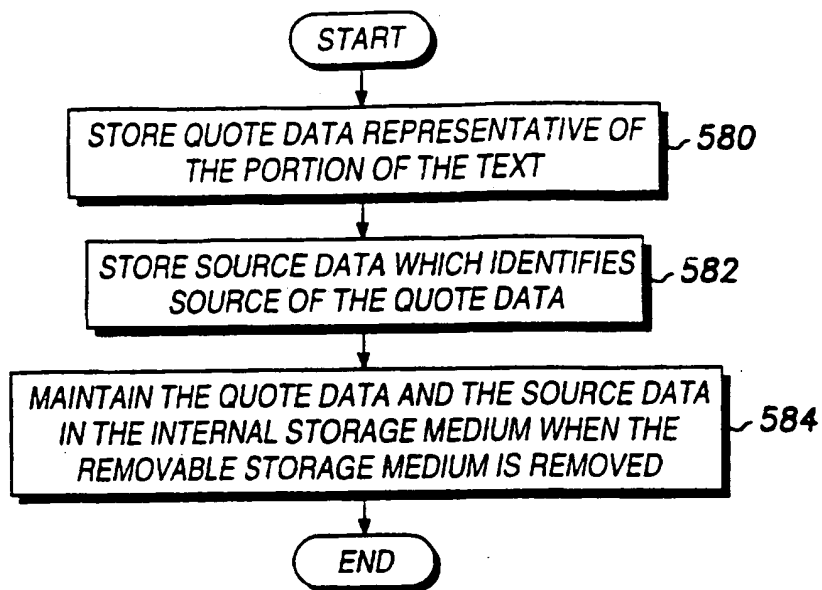 START
STORE QUOTE DATA REPRESENTATIVE OF
THE PORTION OF THE TEXT
580
STORE SOURCE DATA WHICH IDENTIFIES
SOURCE OF THE QUOTE DATA
582
MAINTAIN THE QUOTE DATA AND THE SOURCE DATA
IN THE INTERNAL STORAGE MEDIUM WHEN THE
REMOVABLE STORAGE MEDIUM IS REMOVED
584
END